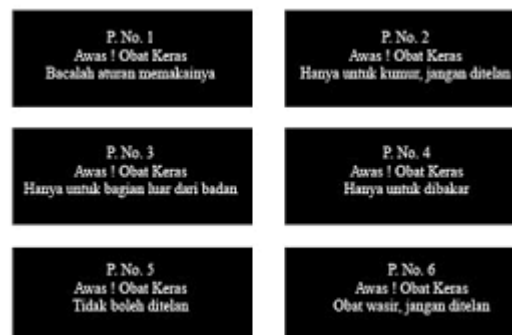 P. No. 1
Awas ! Obat Keras
Bacalah aturan memakainya
P. No. 2
Awas ! Obat Keras
Hanya untuk kumur, jangan ditelan
P. No. 3
Awas ! Obat Keras
Hanya untuk bagian luar dari badan
P. No. 4
Awas ! Obat Keras
Hanya untuk dibakar
P. No. 5
Awas ! Obat Keras
Tidak boleh ditelan
P. No. 6
Awas ! Obat Keras
Obat wasir, jangan ditelan